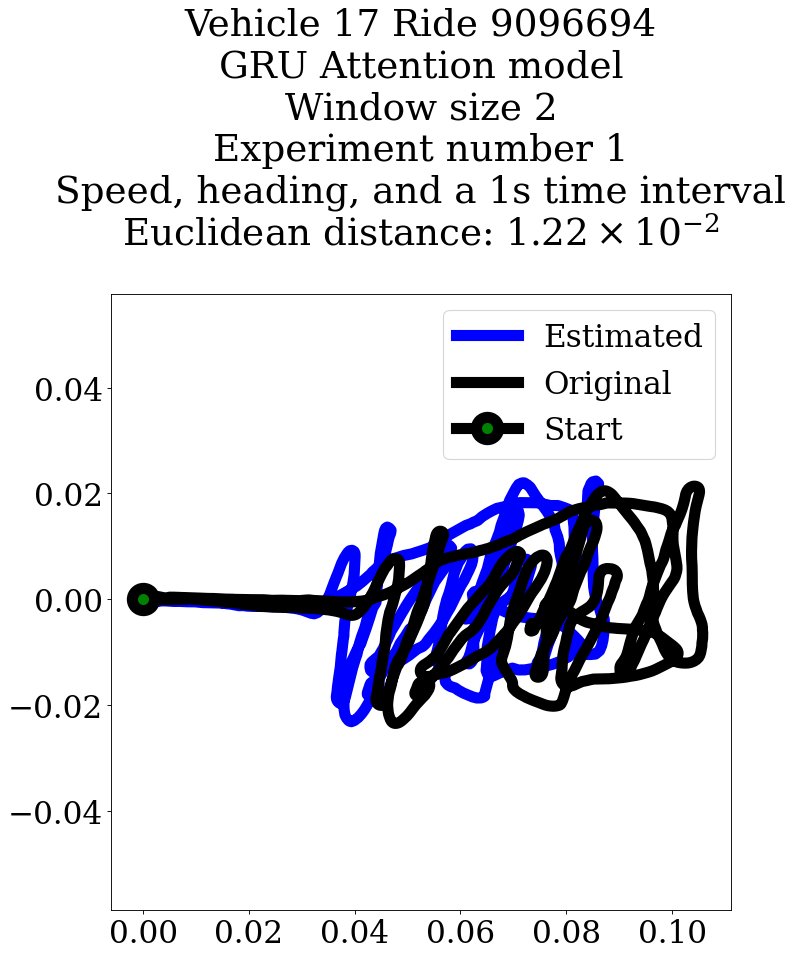 Vehicle 17 Ride 9096694
GRU Attention model
Window size 2
Experiment number 1
Speed, heading, and a 1s time interval
Euclidean distance: 1.22 × 10⁻²
Estimated
Original
Start
0.04
0.02
0.00
−0.02
−0.04
0.00 0.02 0.04 0.06 0.08 0.10